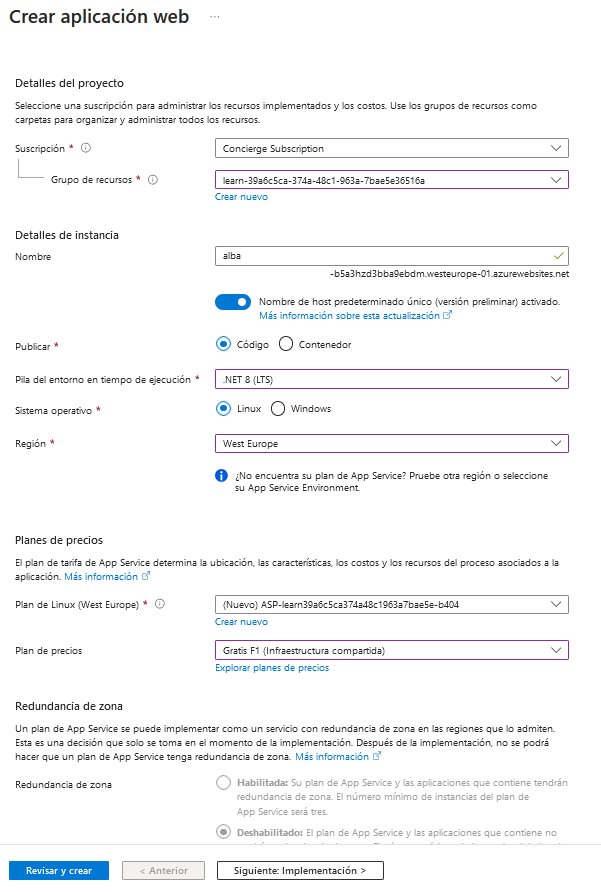 Crear aplicación web ...
Detalles del proyecto
Seleccione una suscripción para administrar los recursos implementados y los costos. Use los grupos de recursos como
carpetas para organizar y administrar todos los recursos.
Suscripción *
Concierge Subscription
Grupo de recursos *
learn-39a6c5ca-374a-48c1-963a-7bae5e36516a
Crear nuevo
Detalles de instancia
Nombre
alba
-b5a3hzd3bba9ebdm.westeurope-01.azurewebsites.net
Nombre de host predeterminado único (versión preliminar) activado.
Más información sobre esta actualización
Publicar *
Código
Contenedor
Pila del entorno en tiempo de ejecución *
.NET 8 (LTS)
Sistema operativo *
Linux
Windows
Región *
West Europe
¿No encuentra su plan de App Service? Pruebe otra región o seleccione
su App Service Environment.
Planes de precios
El plan de tarifa de App Service determina la ubicación, las características, los costos y los recursos del proceso asociados a la
aplicación. Más información
Plan de Linux (West Europe) *
(Nuevo) ASP-learn39a6c5ca374a48c1963a7bae5e-b404
Crear nuevo
Plan de precios
Gratis F1 (Infraestructura compartida)
Explorar planes de precios
Redundancia de zona
Un plan de App Service se puede implementar como un servicio con redundancia de zona en las regiones que lo admiten.
Esta es una decisión que solo se toma en el momento de la implementación. Después de la implementación, no se podrá
hacer que un plan de App Service tenga redundancia de zona. Más información
Redundancia de zona
Habilitada: Su plan de App Service y las aplicaciones que contiene tendrán
redundancia de zona. El número mínimo de instancias del plan de
App Service será tres.
Deshabilitado: El plan de App Service y las aplicaciones que contiene no
Revisar y crear
< Anterior
Siguiente: Implementación >